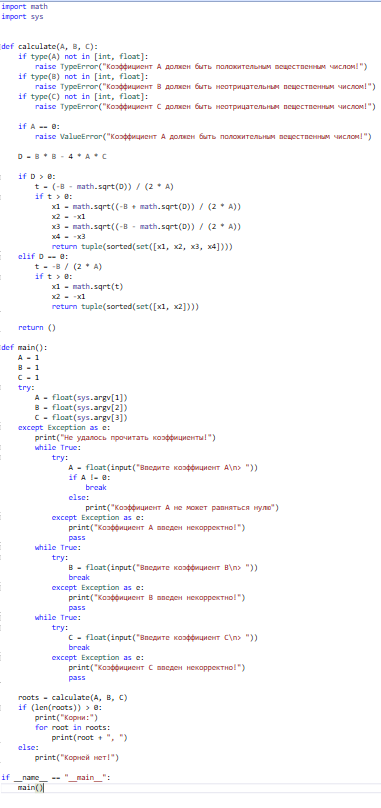 import math
import sys
def calculate(A, B, C):
    if type(A) not in [int, float]:
        raise TypeError("Коэффициент A должен быть положительным вещественным числом!")
    if type(B) not in [int, float]:
        raise TypeError("Коэффициент B должен быть неотрицательным вещественным числом!")
    if type(C) not in [int, float]:
        raise TypeError("Коэффициент C должен быть неотрицательным вещественным числом!")
    if A == 0:
        raise ValueError("Коэффициент A должен быть положительным вещественным числом!")
    D = B * B - 4 * A * C
    if D > 0:
        t = (-B - math.sqrt(D)) / (2 * A)
        if t > 0:
            x1 = math.sqrt((-B + math.sqrt(D)) / (2 * A))
            x2 = -x1
            x3 = math.sqrt((-B - math.sqrt(D)) / (2 * A))
            x4 = -x3
            return tuple(sorted(set([x1, x2, x3, x4])))
    elif D == 0:
        t = -B / (2 * A)
        if t > 0:
            x1 = math.sqrt(t)
            x2 = -x1
            return tuple(sorted(set([x1, x2])))
    return ()
def main():
    A = 1
    B = 1
    C = 1
    try:
        A = float(sys.argv[1])
        B = float(sys.argv[2])
        C = float(sys.argv[3])
    except Exception as e:
        print("Не удалось прочитать коэффициенты!")
        while True:
            try:
                A = float(input("Введите коэффициент A\n> "))
                if A != 0:
                    break
                else:
                    print("Коэффициент A не может равняться нулю")
            except Exception as e:
                print("Коэффициент A введен некорректно!")
                pass
        while True:
            try:
                B = float(input("Введите коэффициент B\n> "))
                break
            except Exception as e:
                print("Коэффициент B введен некорректно!")
                pass
        while True:
            try:
                C = float(input("Введите коэффициент C\n> "))
                break
            except Exception as e:
                print("Коэффициент C введен некорректно!")
                pass
    roots = calculate(A, B, C)
    if (len(roots)) > 0:
        print("Корни:")
        for root in roots:
            print(root + ", ")
    else:
        print("Корней нет!")
if __name__ == "__main__":
    main()